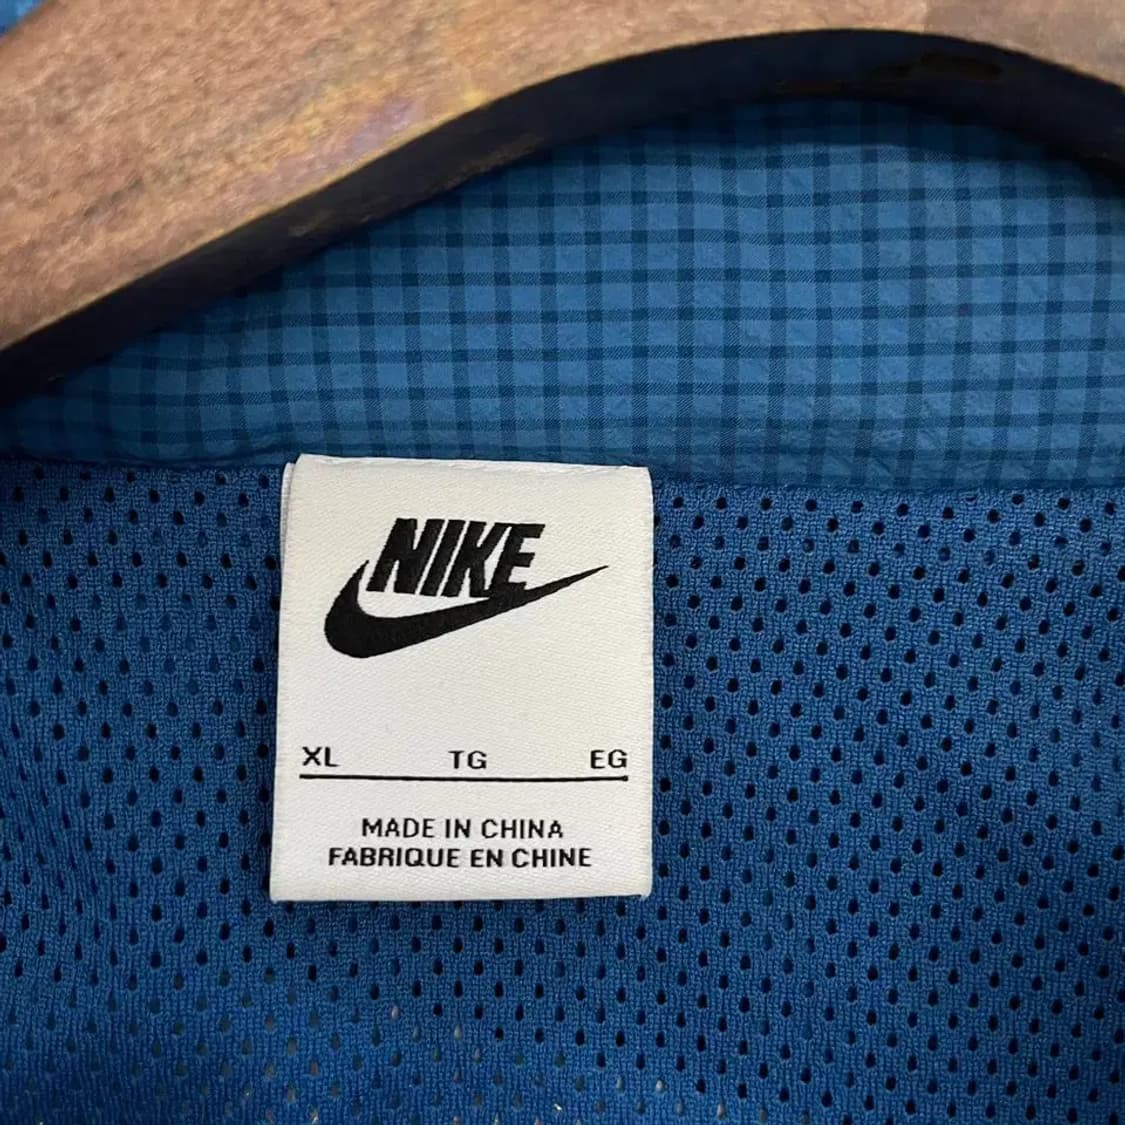 NIKE
XL TG EG
MADE IN CHINA
FABRIQUE EN CHINE